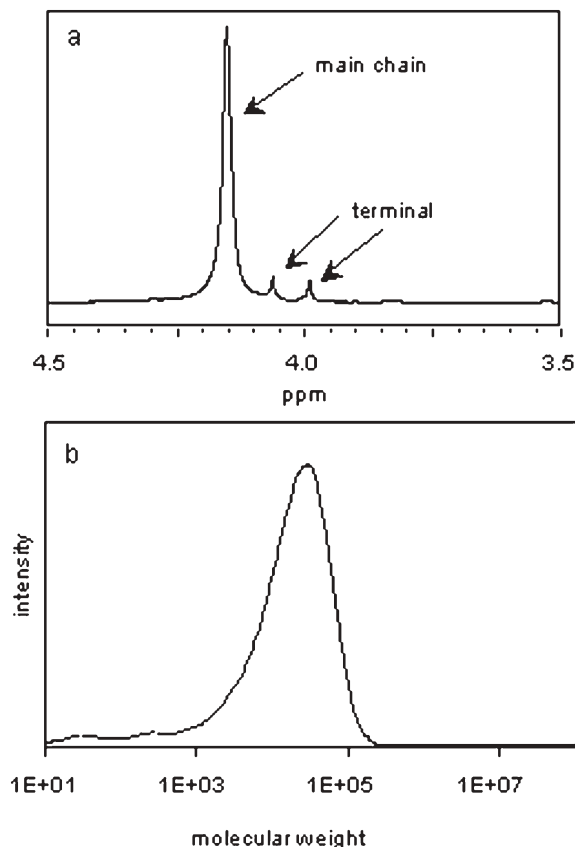 a
main chain
terminal
4.5 4.0 3.5
ppm
b
intensity
1E+01 1E+03 1E+05 1E+07
molecular weight